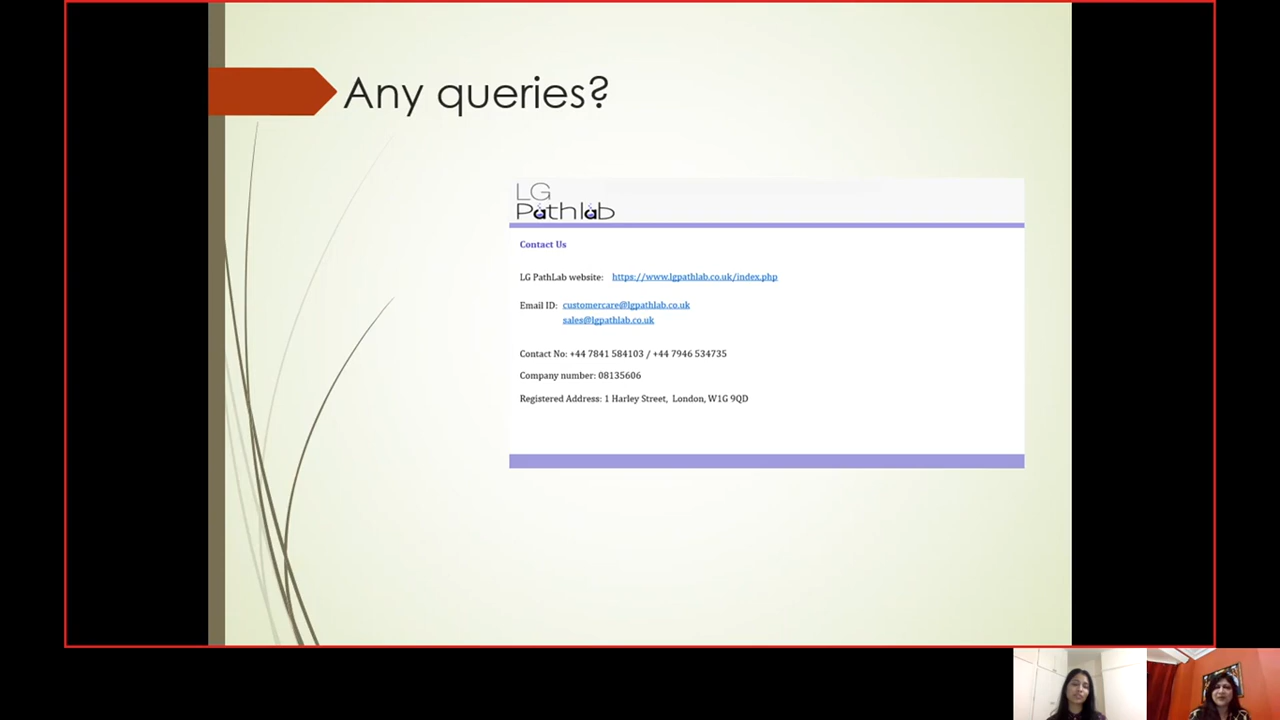 Any queries?
LG
Pathlab
Contact Us
LG PathLab website: https://www.lgpathlab.co.uk/index.php
Email ID: customercare@lgpathlab.co.uk
sales@lgpathlab.co.uk
Contact No: +44 7841 584103 / +44 7946 534735
Company number: 08135606
Registered Address: 1 Harley Street, London, W1G 9QD